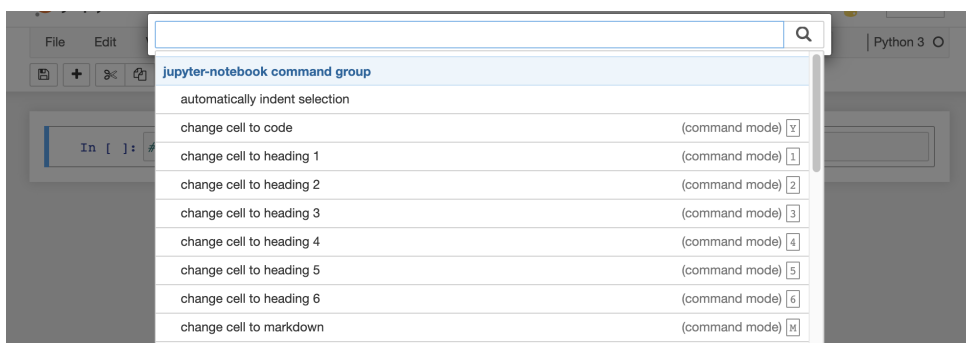 File Edit Python 3
jupyter-notebook command group
automatically indent selection
change cell to code (command mode) Y
change cell to heading 1 (command mode) 1
In [ ]: #
change cell to heading 2 (command mode) 2
change cell to heading 3 (command mode) 3
change cell to heading 4 (command mode) 4
change cell to heading 5 (command mode) 5
change cell to heading 6 (command mode) 6
change cell to markdown (command mode) M